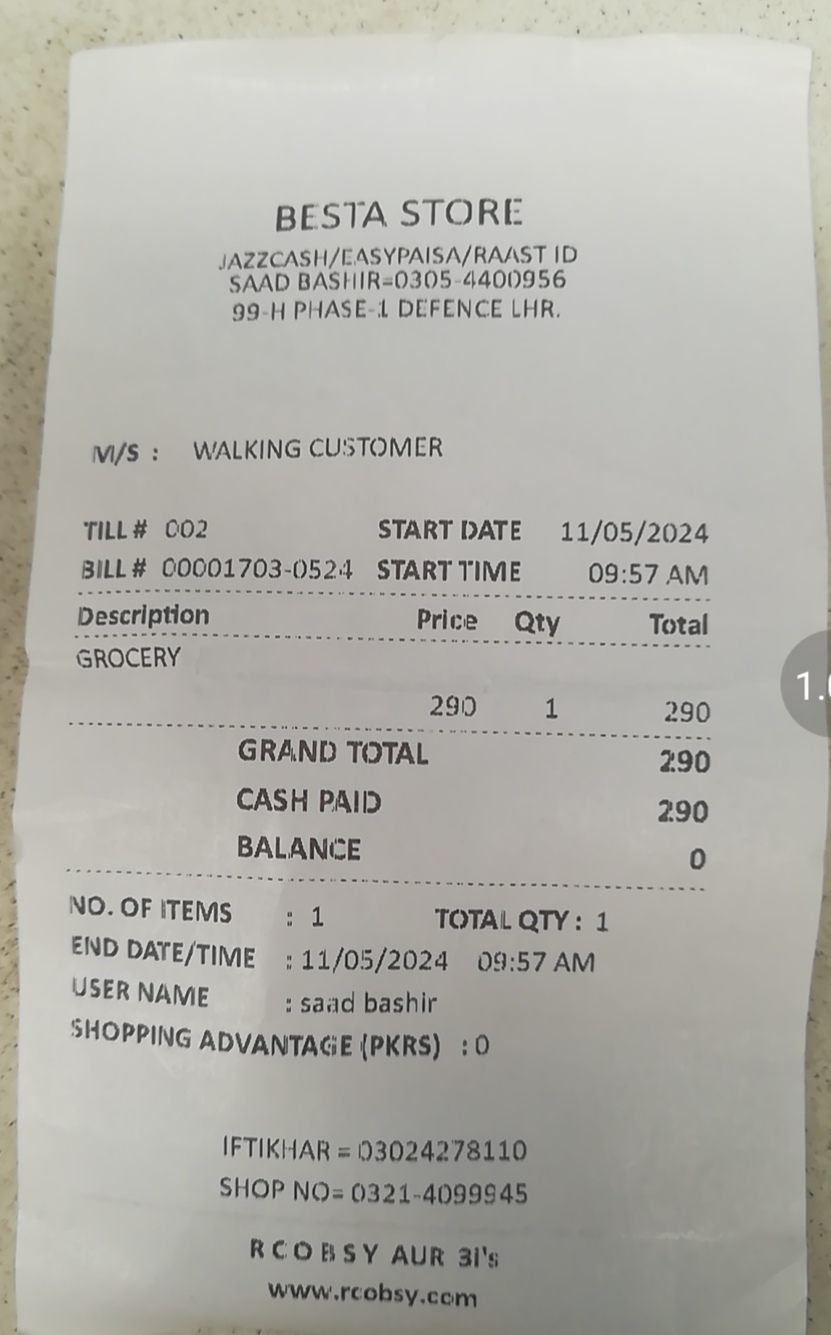 BESTA STORE
JAZZCASH/EASYPAISA/RAAST ID
SAAD BASHIR=0305-4400956
99-H PHASE-1 DEFENCE LHR.
M/S : WALKING CUSTOMER
TILL # 002 START DATE 11/05/2024
BILL # 00001703-0524 START TIME 09:57 AM
Description Price Qty Total
GROCERY
290 1 290
GRAND TOTAL 290
CASH PAID 290
BALANCE 0
NO. OF ITEMS : 1 TOTAL QTY : 1
END DATE/TIME : 11/05/2024 09:57 AM
USER NAME : saad bashir
SHOPPING ADVANTAGE (PKRS) : 0
IFTIKHAR = 03024278110
SHOP NO= 0321-4099945
RCOBSY AUR 3i's
www.rcobsy.com